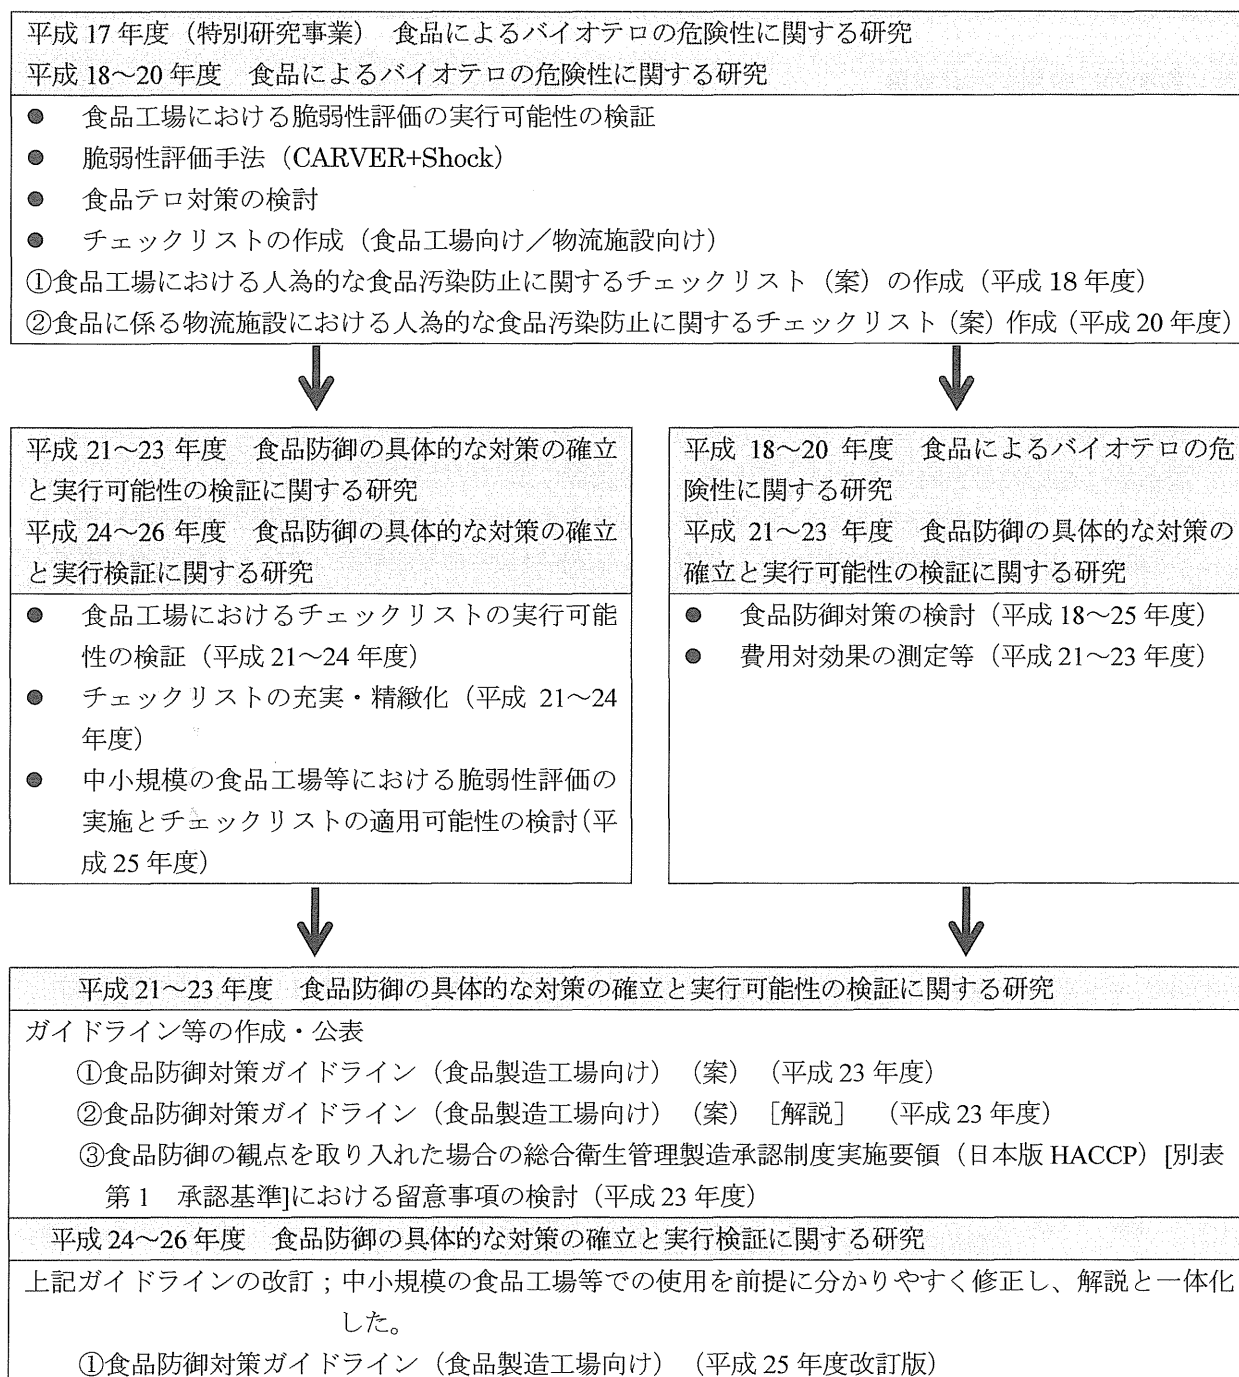 平成 17 年度（特別研究事業）　食品によるバイオテロの危険性に関する研究
平成 18～20 年度　食品によるバイオテロの危険性に関する研究
●　食品工場における脆弱性評価の実行可能性の検証
●　脆弱性評価手法（CARVER+Shock）
●　食品テロ対策の検討
●　チェックリストの作成（食品工場向け／物流施設向け）
①食品工場における人為的な食品汚染防止に関するチェックリスト（案）の作成（平成 18 年度）
②食品に係る物流施設における人為的な食品汚染防止に関するチェックリスト（案）作成（平成 20 年度）
平成 21～23 年度　食品防御の具体的な対策の確立
と実行可能性の検証に関する研究
平成 24～26 年度　食品防御の具体的な対策の確立
と実行検証に関する研究
●　食品工場におけるチェックリストの実行可能
性の検証（平成 21～24 年度）
●　チェックリストの充実・精緻化（平成 21～24
年度）
●　中小規模の食品工場等における脆弱性評価の
実施とチェックリストの適用可能性の検討（平
成 25 年度）
平成 18～20 年度　食品によるバイオテロの危
険性に関する研究
平成 21～23 年度　食品防御の具体的な対策の
確立と実行可能性の検証に関する研究
●　食品防御対策の検討（平成 18～25 年度）
●　費用対効果の測定等（平成 21～23 年度）
平成 21～23 年度　食品防御の具体的な対策の確立と実行可能性の検証に関する研究
ガイドライン等の作成・公表
①食品防御対策ガイドライン（食品製造工場向け）（案）（平成 23 年度）
②食品防御対策ガイドライン（食品製造工場向け）（案）［解説］　（平成 23 年度）
③食品防御の観点を取り入れた場合の総合衛生管理製造承認制度実施要領（日本版 HACCP）[別表
第 1　承認基準]における留意事項の検討（平成 23 年度）
平成 24～26 年度　食品防御の具体的な対策の確立と実行検証に関する研究
上記ガイドラインの改訂；中小規模の食品工場等での使用を前提に分かりやすく修正し、解説と一体化
した。
①食品防御対策ガイドライン（食品製造工場向け）（平成 25 年度改訂版）